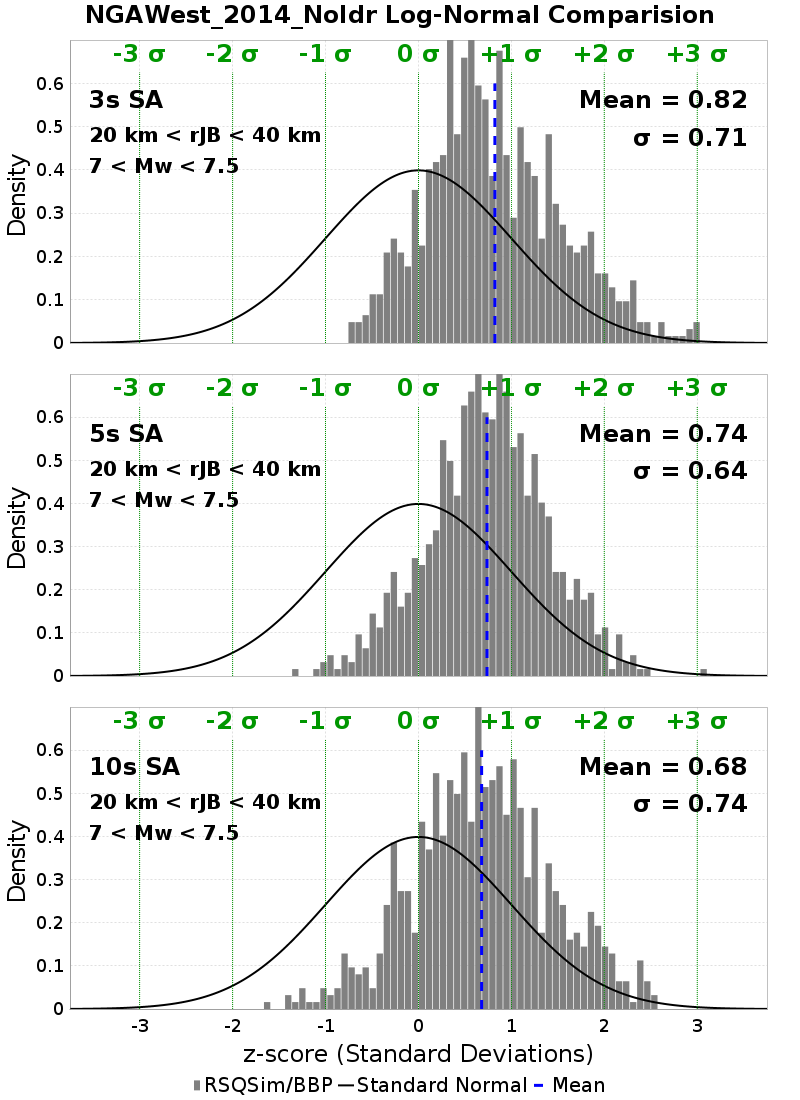 NGAWest_2014_NoIdr Log-Normal Comparision
-3 σ -2 σ -1 σ 0 σ +1 σ +2 σ +3 σ
3s SA
20 km < rJB < 40 km
7 < Mw < 7.5
Mean = 0.82
σ = 0.71
Density
0.6
0.5
0.4
0.3
0.2
0.1
0
-3 σ -2 σ -1 σ 0 σ +1 σ +2 σ +3 σ
5s SA
20 km < rJB < 40 km
7 < Mw < 7.5
Mean = 0.74
σ = 0.64
Density
0.6
0.5
0.4
0.3
0.2
0.1
0
-3 σ -2 σ -1 σ 0 σ +1 σ +2 σ +3 σ
10s SA
20 km < rJB < 40 km
7 < Mw < 7.5
Mean = 0.68
σ = 0.74
Density
0.6
0.5
0.4
0.3
0.2
0.1
0
-3 -2 -1 0 1 2 3
z-score (Standard Deviations)
RSQSim/BBP Standard Normal Mean